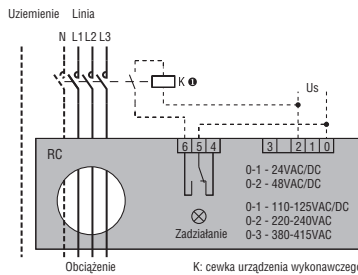 Uziemienie Linia
N L1 L2 L3
K ❶
Us
RC
6 5 4
3 2 1 0
0-1 - 24VAC/DC
0-2 - 48VAC/DC
0-1 - 110-125VAC/DC
0-2 - 220-240VAC
0-3 - 380-415VAC
Zadziałanie
Obciążenie
K: cewka urządzenia wykonawczego